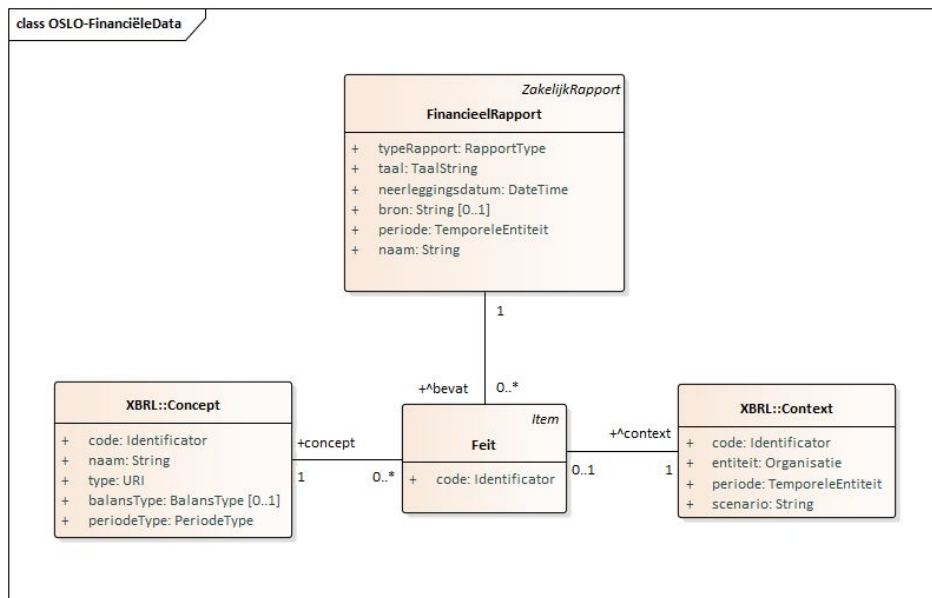 class OSLO-FinanciëleData
ZakelijkRapport
FinancieelRapport
+ typeRapport: RapportType
+ taal: TaalString
+ neerleggingsdatum: DateTime
+ bron: String [0..1]
+ periode: TemporeleEntiteit
+ naam: String
1
+^bevat 0..*
XBRL::Concept
+ code: Identificator
+ naam: String
+ type: URI
+ balansType: BalansType [0..1]
+ periodeType: PeriodeType
+concept
1 0..*
Item
Feit
+ code: Identificator
+^context
0..1 1
XBRL::Context
+ code: Identificator
+ entiteit: Organisatie
+ periode: TemporeleEntiteit
+ scenario: String